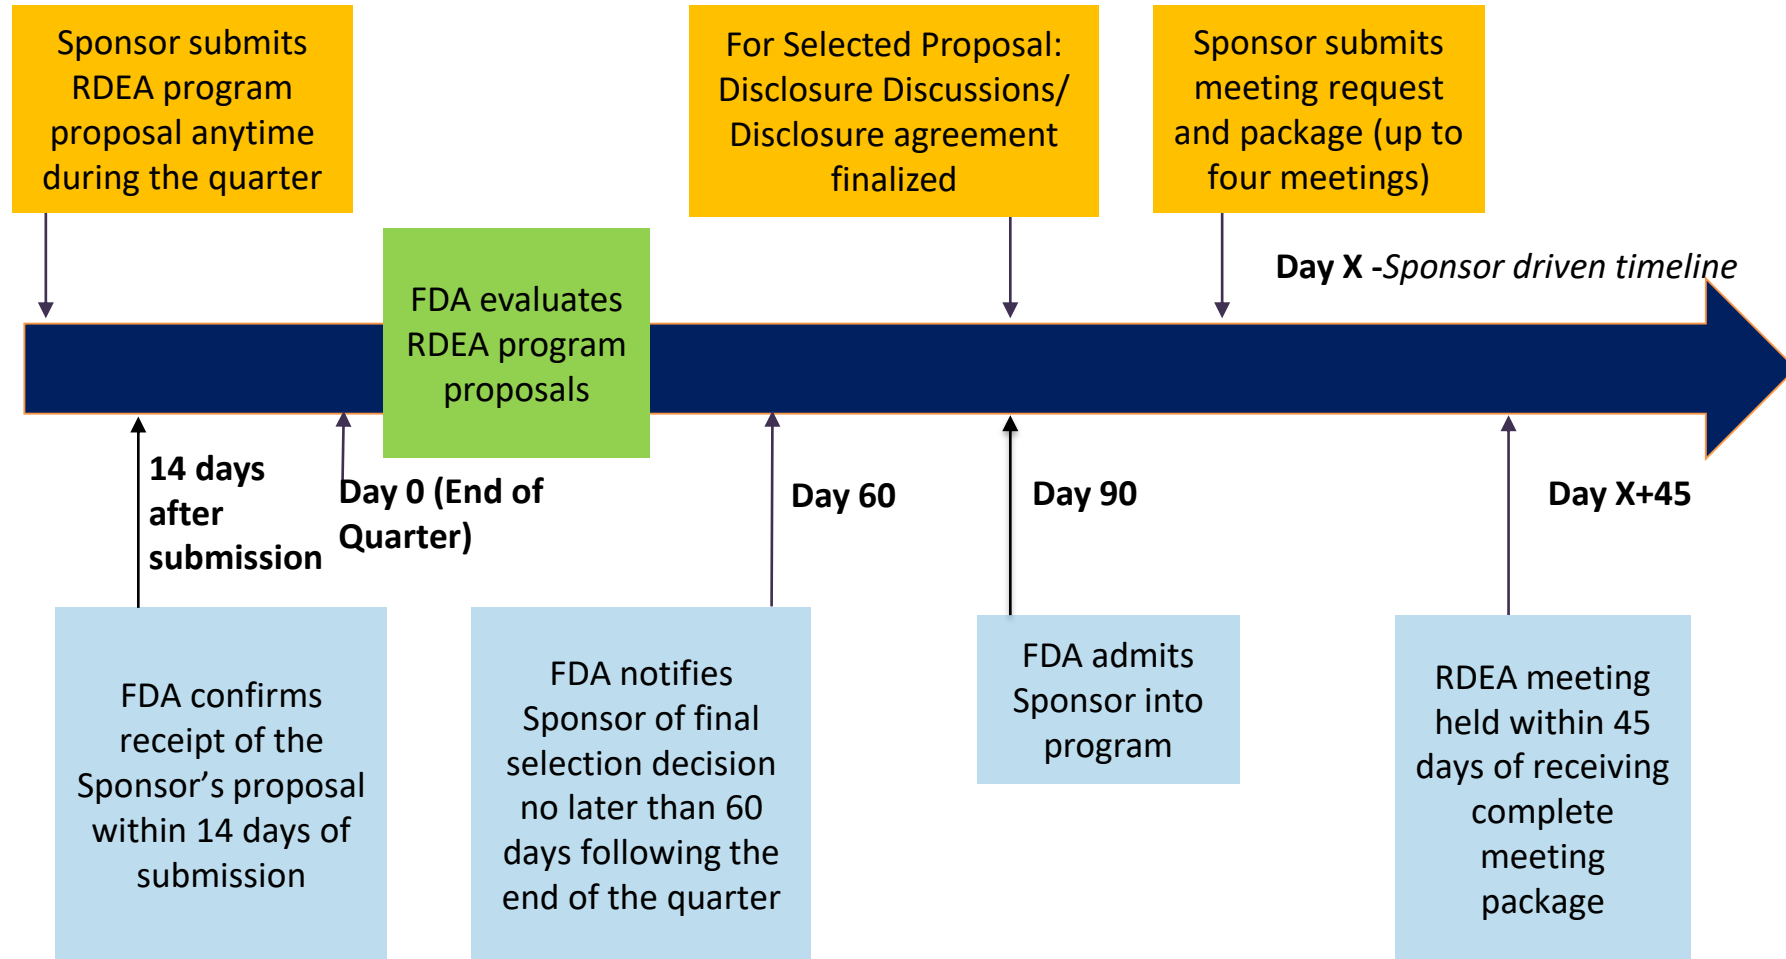 Sponsor submits
RDEA program
proposal anytime
during the quarter
For Selected Proposal:
Disclosure Discussions/
Disclosure agreement
finalized
Sponsor submits
meeting request
and package (up to
four meetings)
Day X -Sponsor driven timeline
FDA evaluates
RDEA program
proposals
14 days
after
submission
Day 0 (End of
Quarter)
Day 60
Day 90
Day X+45
FDA confirms
receipt of the
Sponsor’s proposal
within 14 days of
submission
FDA notifies
Sponsor of final
selection decision
no later than 60
days following the
end of the quarter
FDA admits
Sponsor into
program
RDEA meeting
held within 45
days of receiving
complete
meeting
package